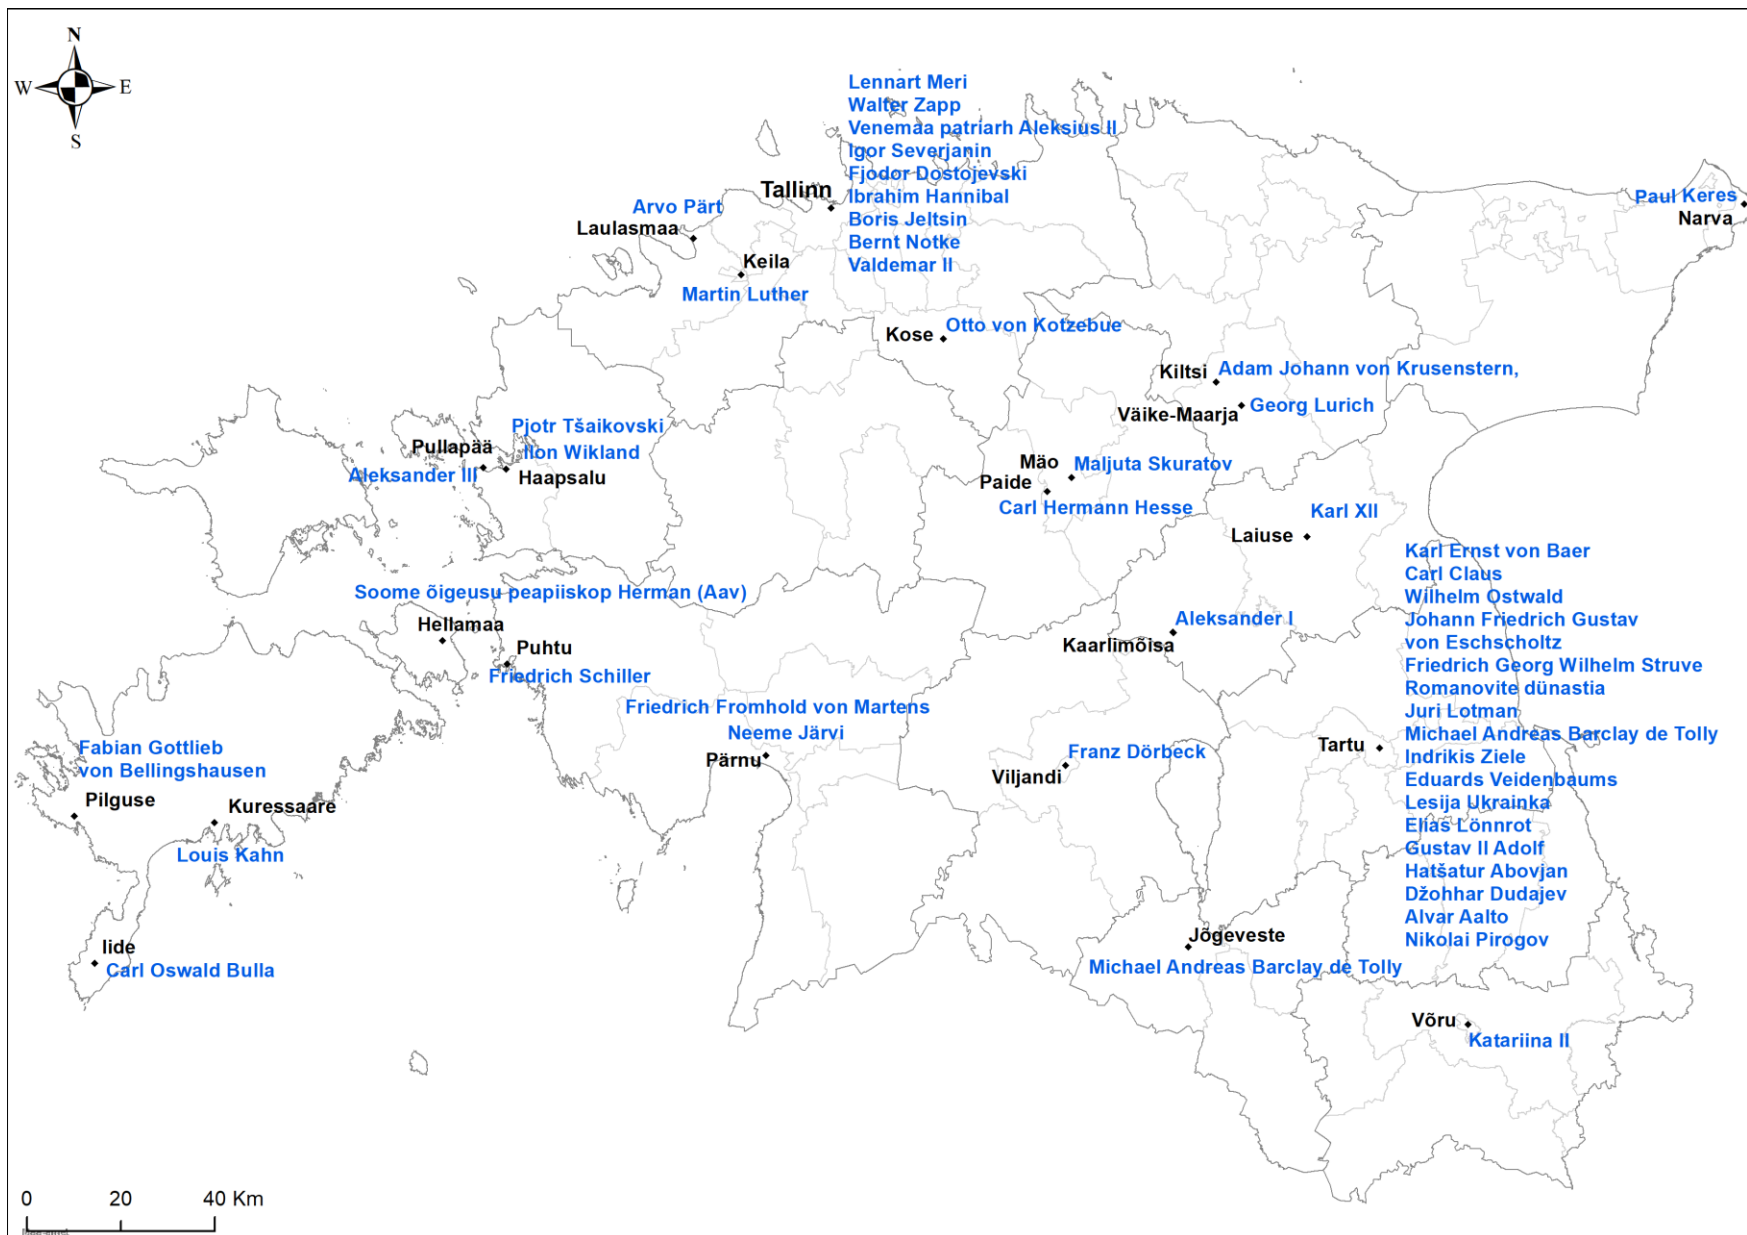 N
W E
S
Lennart Meri
Walter Zapp
Venemaa patriarh Aleksius II
Igor Severjanin
Fjodor Dostojevski
Tallinn
Ibrahim Hannibal
Boris Jeltsin
Bernt Notke
Valdemar II
Arvo Pärt
Laulasmaa
Keila
Martin Luther
Paul Keres
Narva
Kose
Otto von Kotzebue
Kiltsi
Adam Johann von Krusenstern,
Väike-Maarja
Georg Lurich
Pjotr Tšaikovski
Ilon Wikland
Pullapää
Aleksander III
Haapsalu
Mäo
Maljuta Skuratov
Paide
Carl Hermann Hesse
Karl XII
Laiuse
Karl Ernst von Baer
Carl Claus
Wilhelm Ostwald
Johann Friedrich Gustav
von Eschscholtz
Friedrich Georg Wilhelm Struve
Romanovite dünastia
Juri Lotman
Michael Andreas Barclay de Tolly
Tartu
Indrikis Ziele
Eduards Veidenbaums
Lesija Ukrainka
Elias Lönnrot
Gustav II Adolf
Hatšatur Abovjan
Džohhar Dudajev
Alvar Aalto
Nikolai Pirogov
Soome õigeusu peapiiskop Herman (Aav)
Hellamaa
Puhtu
Friedrich Schiller
Aleksander I
Kaarlimõisa
Friedrich Fromhold von Martens
Neeme Järvi
Pärnu
Franz Dörbeck
Viljandi
Fabian Gottlieb
von Bellingshausen
Pilguse
Kuressaare
Louis Kahn
Iide
Carl Oswald Bulla
Jõgeveste
Michael Andreas Barclay de Tolly
Võru
Katariina II
0 20 40 Km